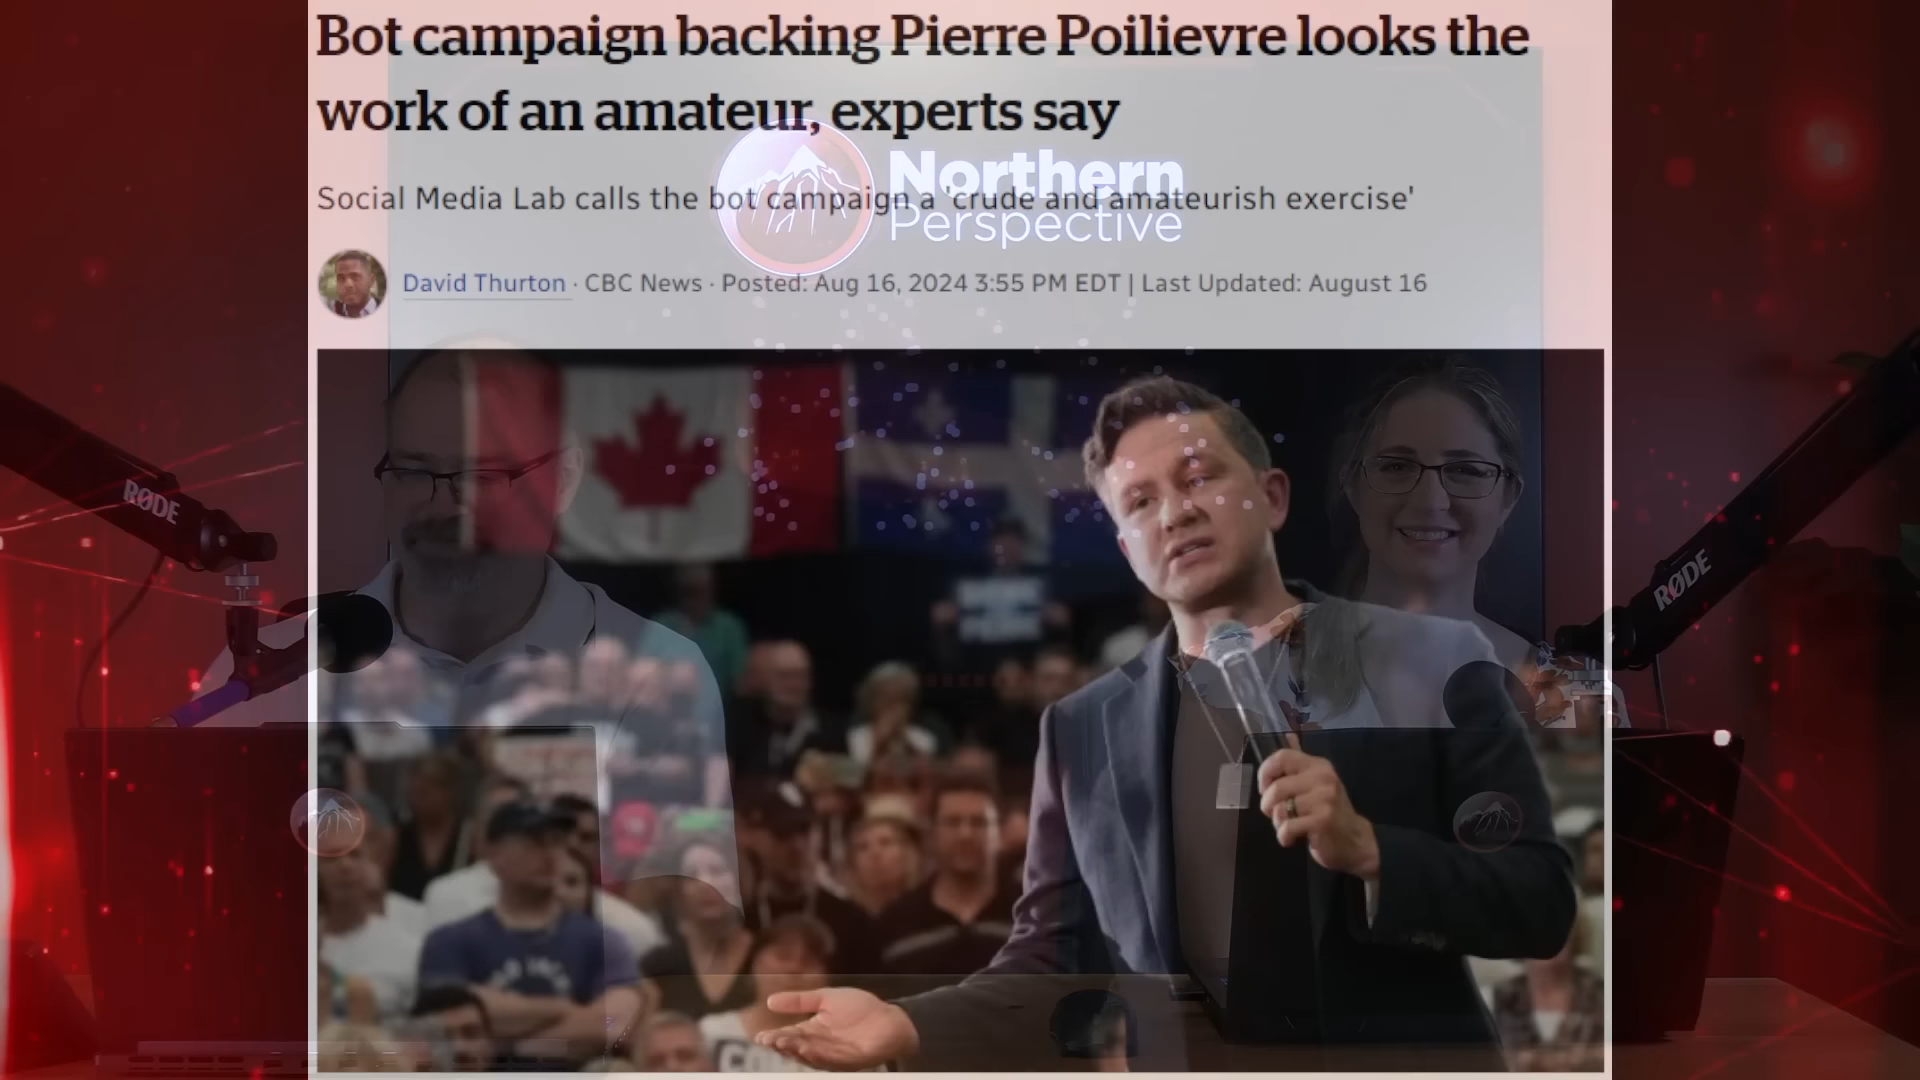 Bot campaign backing Pierre Poilievre looks the
work of an amateur, experts say
Northern
Perspective
Social Media Lab calls the bot campaign a 'crude and amateurish exercise'
David Thurton · CBC News · Posted: Aug 16, 2024 3:55 PM EDT | Last Updated: August 16
RØDE
RØDE